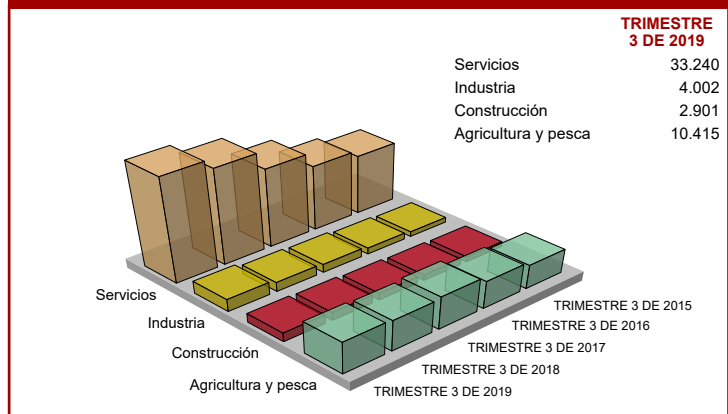 TRIMESTRE
3 DE 2019
Servicios 33.240
Industria 4.002
Construcción 2.901
Agricultura y pesca 10.415
Servicios
Industria
Construcción
Agricultura y pesca
TRIMESTRE 3 DE 2015
TRIMESTRE 3 DE 2016
TRIMESTRE 3 DE 2017
TRIMESTRE 3 DE 2018
TRIMESTRE 3 DE 2019